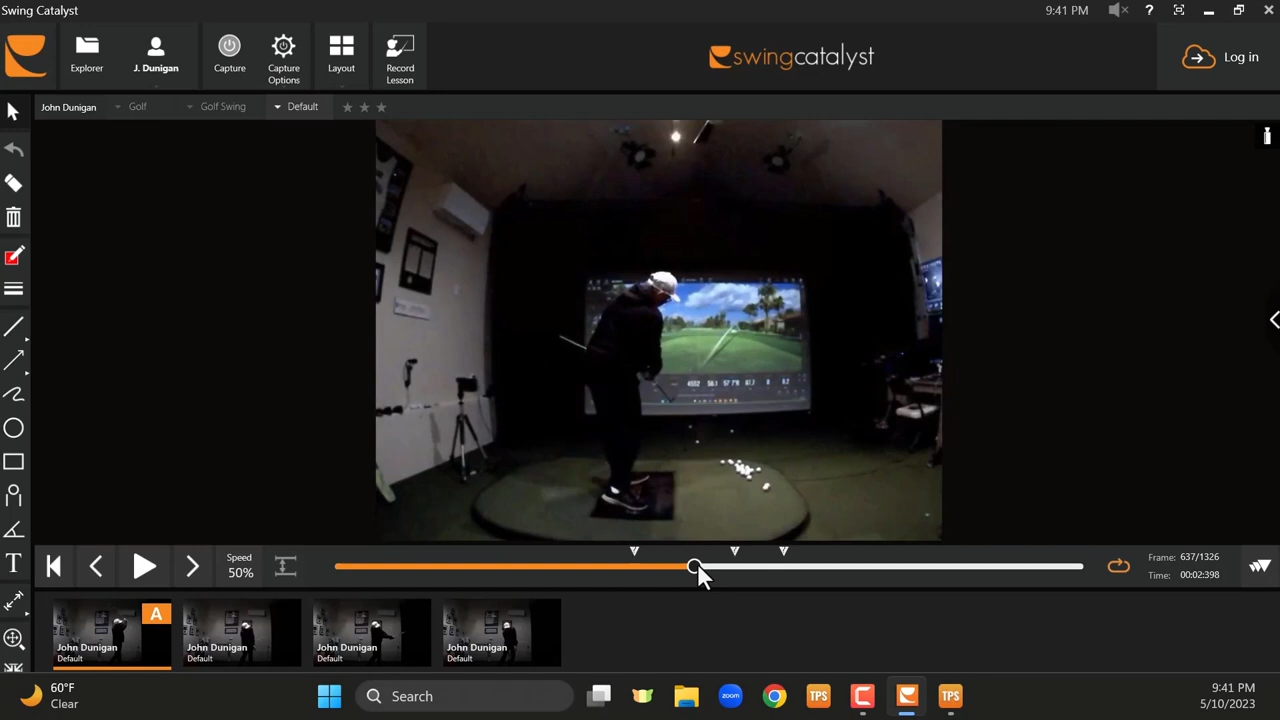 Swing Catalyst
9:41 PM
?
Explorer
J. Dunigan
Capture
Capture Options
Layout
Record Lesson
swingcatalyst
Log in
John Dunigan
Golf
Golf Swing
Default
T
Speed
50%
Frame: 637/1326
Time: 00:02:398
A
John Dunigan
Default
John Dunigan
Default
John Dunigan
Default
John Dunigan
Default
60°F
Clear
Search
zoom
TPS
TPS
9:41 PM
5/10/2023